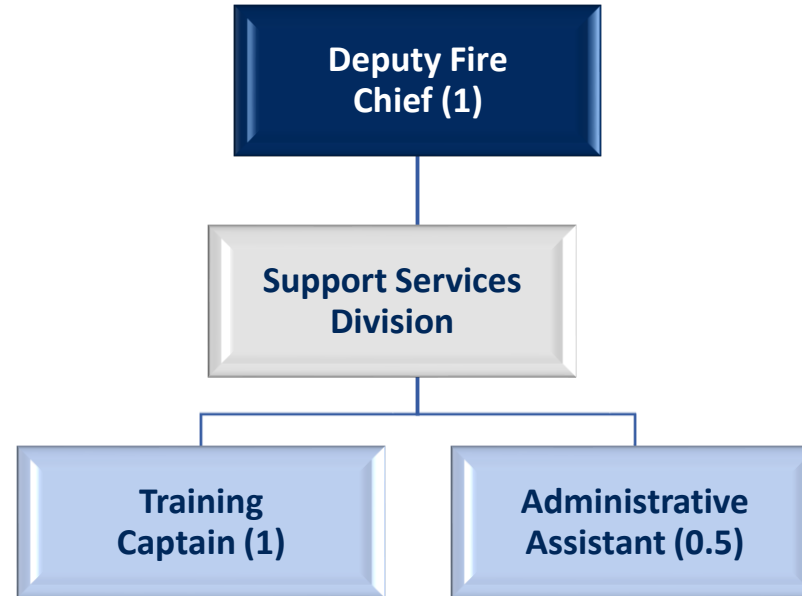 Deputy Fire
Chief (1)
Support Services
Division
Training
Captain (1)
Administrative
Assistant (0.5)